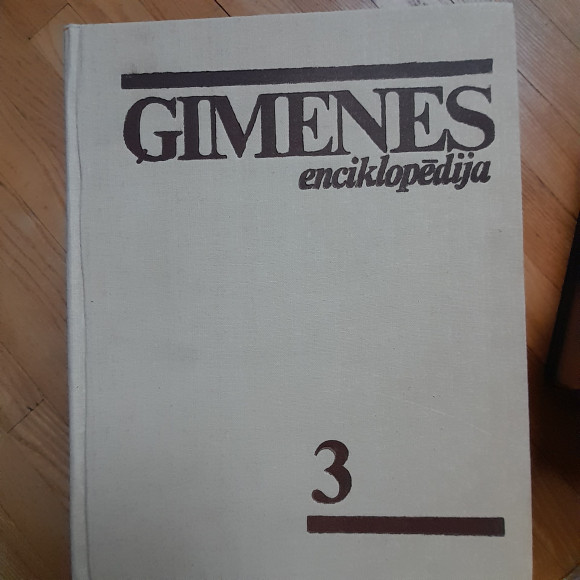 ĢIMENES
enciklopēdija
3